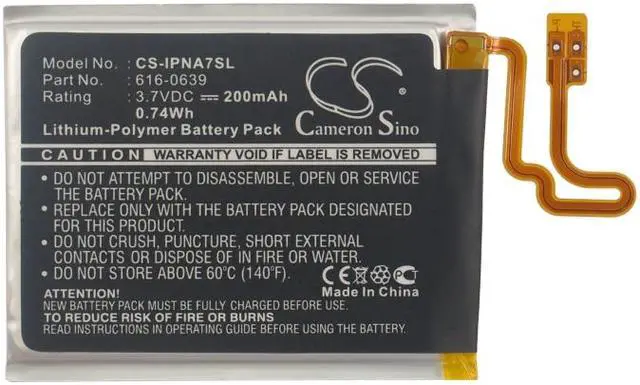 Model No.: CS-IPNA7SL
Part No.: 616-0639
Rating : 3.7VDC ⎓ 200mAh
0.74Wh
Lithium-Polymer Battery Pack
CS
Cameron Sino
CAUTION WARRANTY VOID IF LABEL IS REMOVED
• DO NOT ATTEMPT TO DISASSEMBLE, OPEN OR SERVICE
THE BATTERY PACK.
• REPLACE ONLY WITH THE BATTERY PACK DESIGNATED
FOR THIS PRODUCT.
• DO NOT CRUSH, PUNCTURE, SHORT EXTERNAL
CONTACTS OR DISPOSE OF IN FIRE OR WATER.
• DO NOT STORE ABOVE 60°C (140°F)
CE PCT
Made In China
ATTENTION!
NEW BATTERY PACK MUST BE FULLY CHARGED BEFORE USE.
TO REDUCE RISK OF FIRE OR BURNS
READ INSTRUCTIONS IN OPERATING GUIDE BEFORE USING BATTERY.